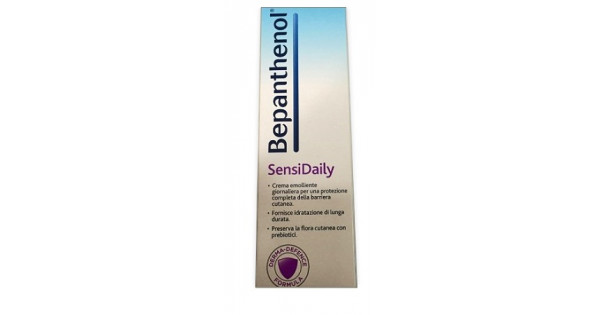 Bepanthenol®
SensiDaily
• Crema emolliente
giornaliera per una protezione
completa della barriera
cutanea.
• Fornisce idratazione di lunga
durata.
• Preserva la flora cutanea con
prebiotici.
DERMA-DEFENCE
FORMULA